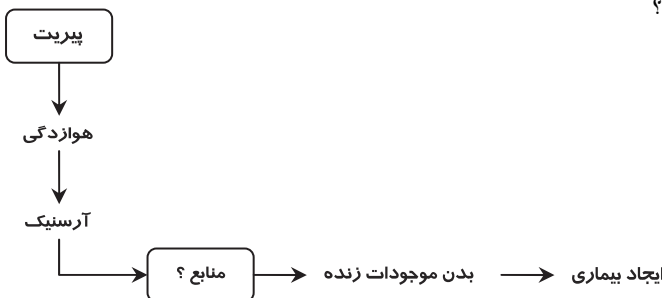 ؟
پیریت
هوازدگی
آرسنیک
منابع ؟
بدن موجودات زنده
ایجاد بیماری